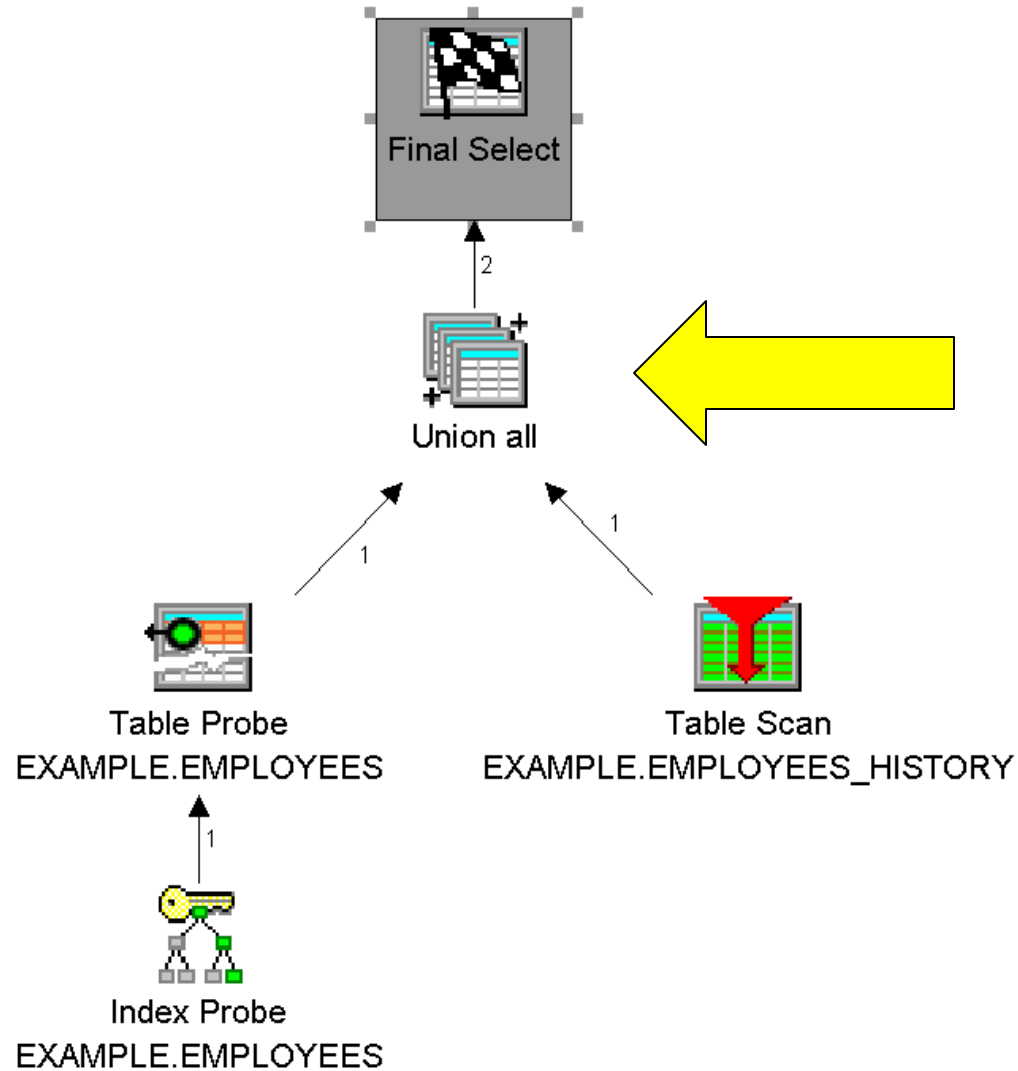 Final Select
2
Union all
1
1
Table Probe
EXAMPLE.EMPLOYEES
Table Scan
EXAMPLE.EMPLOYEES_HISTORY
1
Index Probe
EXAMPLE.EMPLOYEES